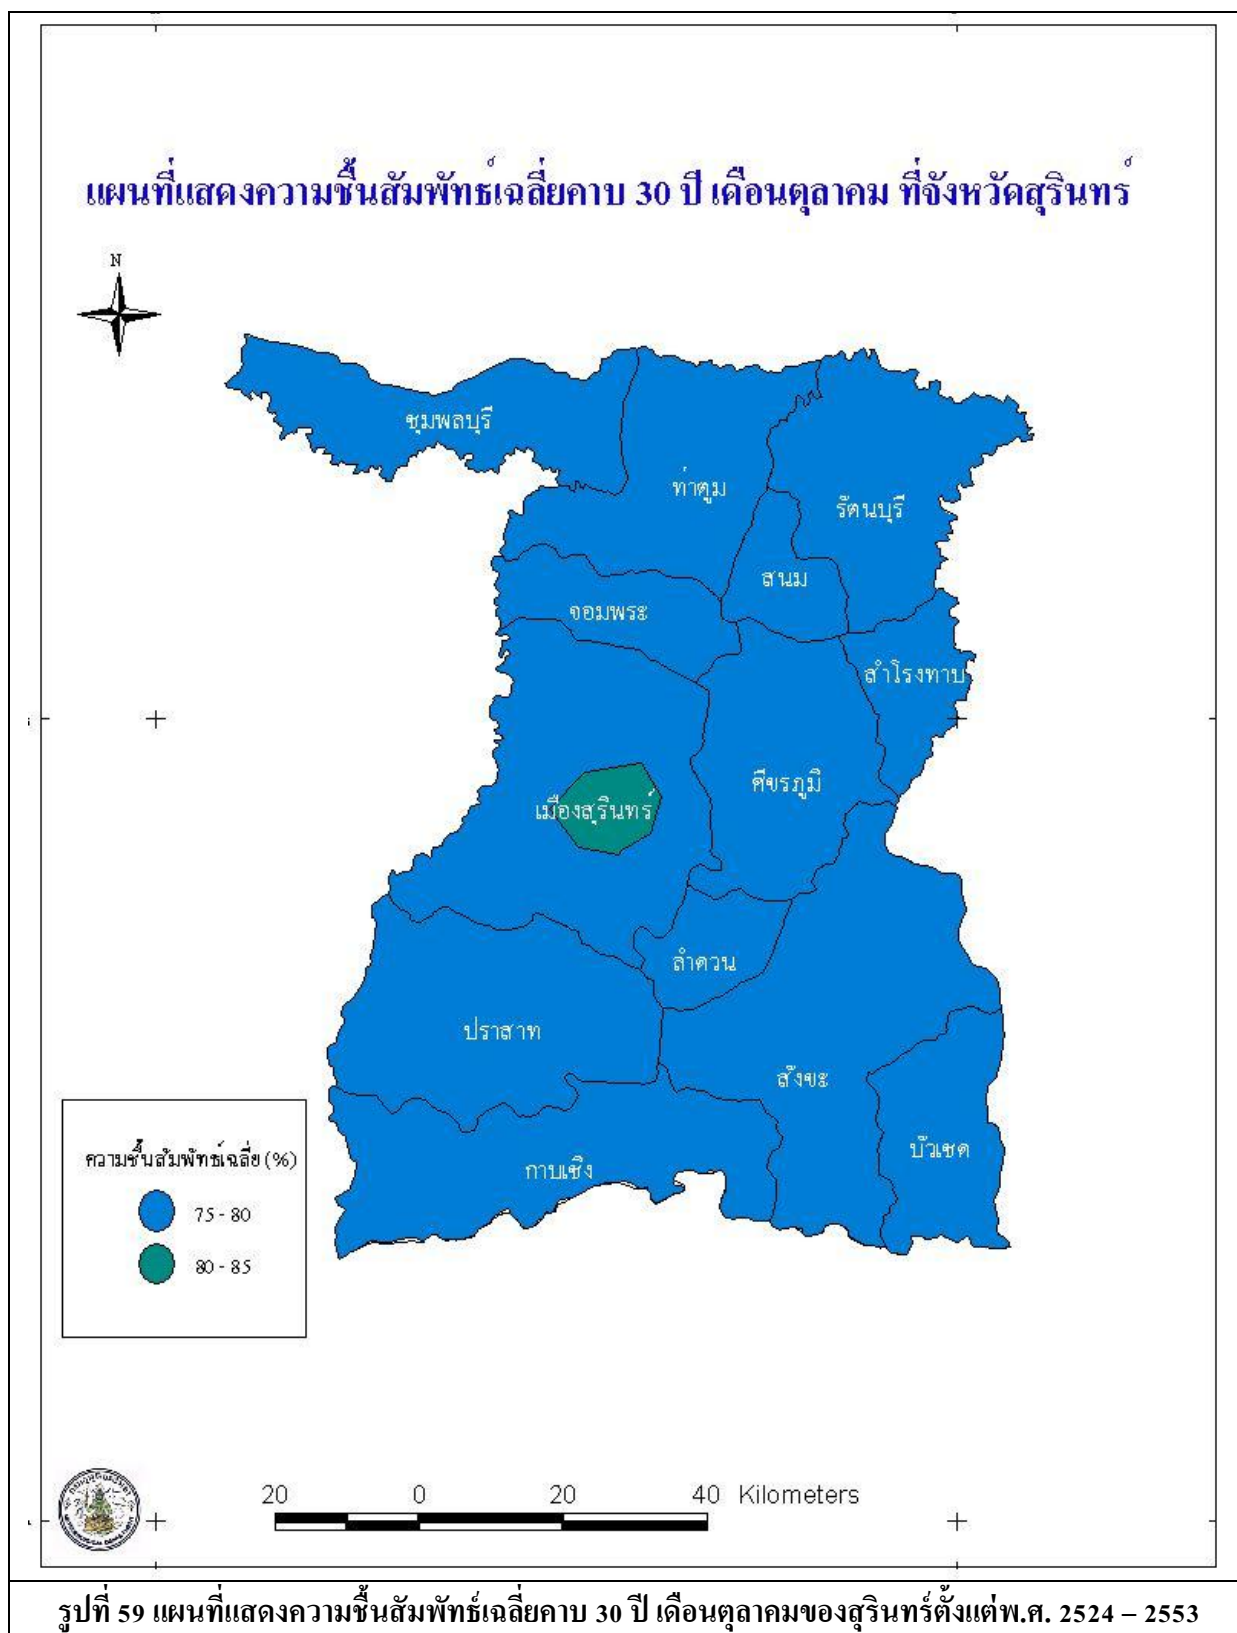 แผนที่แสดงความชื้นสัมพัทธ์เฉลี่ยคาบ 30 ปี เดือนตุลาคม ที่จังหวัดสุรินทร์
N
ชุมพลบุรี
ท่าตูม
รัตนบุรี
สนม
จอมพระ
สำโรงทาบ
ศีขรภูมิ
เมืองสุรินทร์
ลำดวน
ปราสาท
สังขะ
บัวเชด
กาบเชิง
ความชื้นสัมพัทธ์เฉลี่ย (%)
75 - 80
80 - 85
20 0 20 40 Kilometers
รูปที่ 59 แผนที่แสดงความชื้นสัมพัทธ์เฉลี่ยคาบ 30 ปี เดือนตุลาคมของสุรินทร์ตั้งแต่พ.ศ. 2524 – 2553